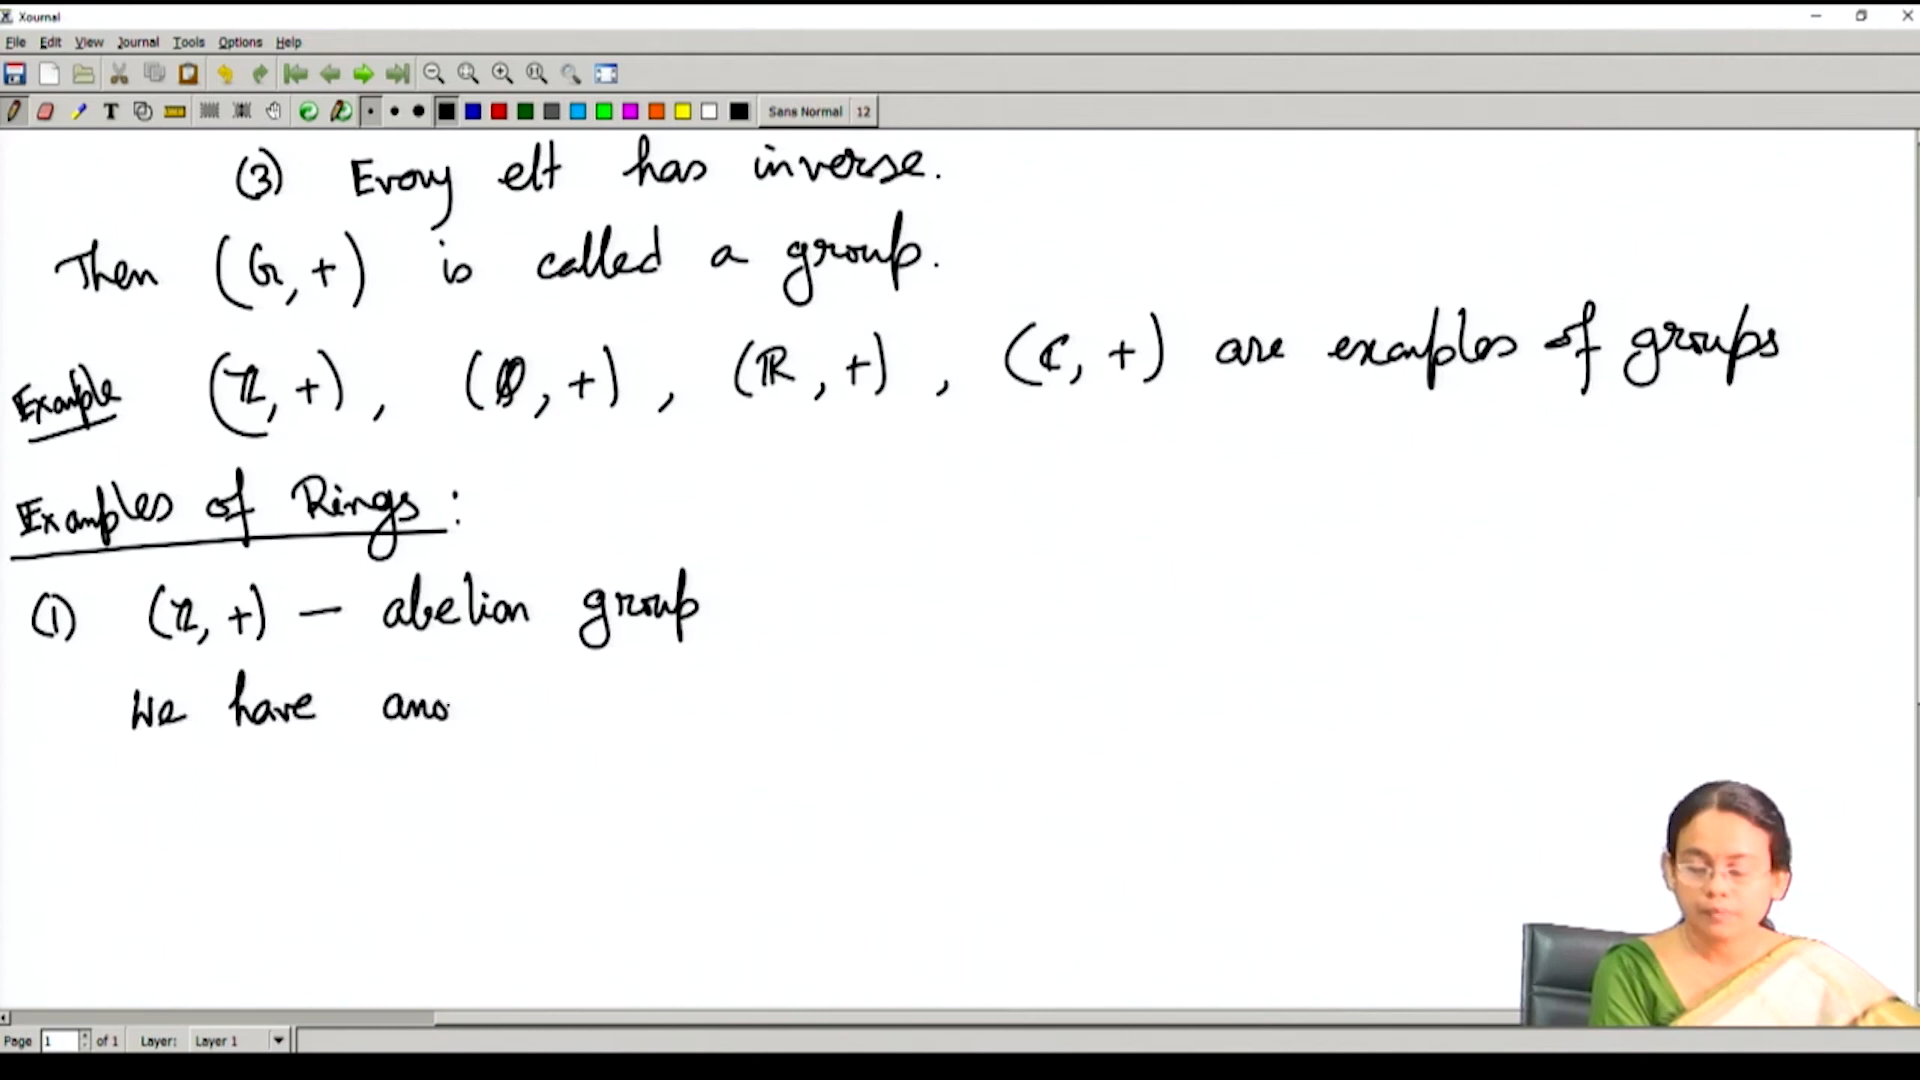 Xournal
File Edit View Journal Tools Options Help
Sans Normal 12
(3) Every elt has inverse.
Then (G, +) is called a group.
Example (ℤ, +), (ℚ, +), (ℝ, +), (ℂ, +) are examples of groups
Examples of Rings :
(1) (ℤ, +) — abelian group
We have ano
Page 1 of 1 Layer: Layer 1